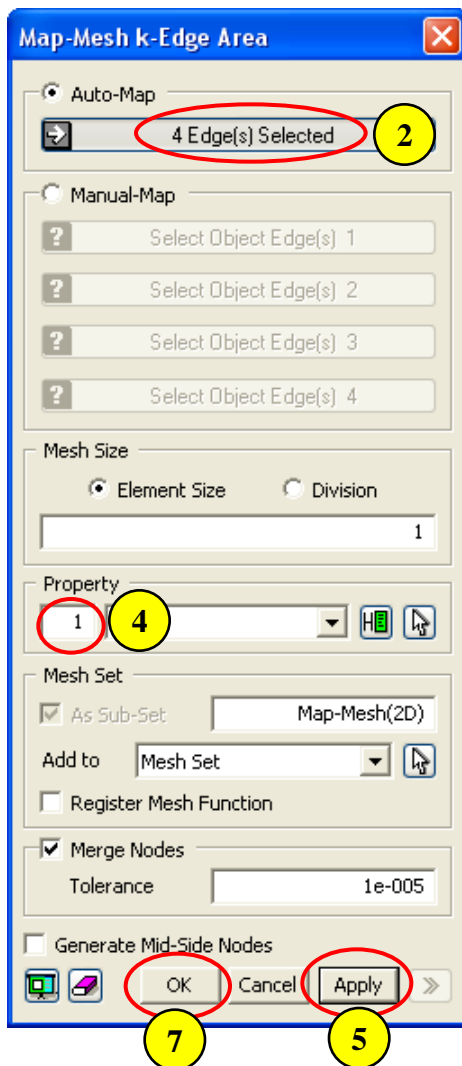 Map-Mesh k-Edge Area
Auto-Map
4 Edge(s) Selected
2
Manual-Map
? Select Object Edge(s) 1
? Select Object Edge(s) 2
? Select Object Edge(s) 3
? Select Object Edge(s) 4
Mesh Size
Element Size Division
1
Property
1 4
Mesh Set
As Sub-Set Map-Mesh(2D)
Add to Mesh Set
Register Mesh Function
Merge Nodes
Tolerance 1e-005
Generate Mid-Side Nodes
OK Cancel Apply
7 5